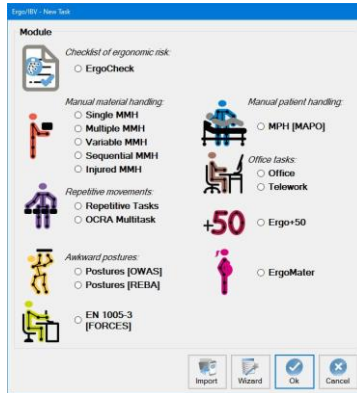 Ergo/IBV - New Task
Module
Checklist of ergonomic risk:
ErgoCheck
Manual material handling:
Single MMH
Multiple MMH
Variable MMH
Sequential MMH
Injured MMH
Repetitive movements:
Repetitive Tasks
OCRA Multitask
Awkward postures:
Postures [OWAS]
Postures [REBA]
EN 1005-3
[FORCES]
Manual patient handling:
MPH [MAPO]
Office tasks:
Office
Telework
+50
Ergo+50
ErgoMater
Import
Wizard
Ok
Cancel